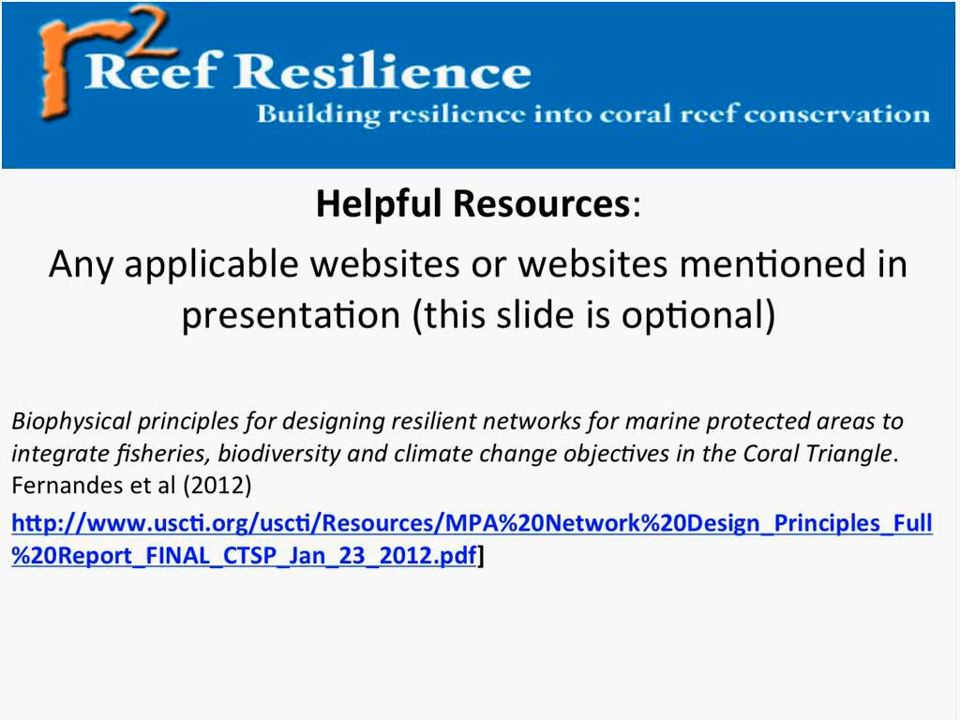 r2
Reef Resilience
Building resilience into coral reef conservation
Helpful Resources:
Any applicable websites or websites mentioned in
presentation (this slide is optional)
Biophysical principles for designing resilient networks for marine protected areas to
integrate fisheries, biodiversity and climate change objectives in the Coral Triangle.
Fernandes et al (2012)
http://www.uscti.org/uscti/Resources/MPA%20Network%20Design_Principles_Full
%20Report_FINAL_CTSP_Jan_23_2012.pdf]